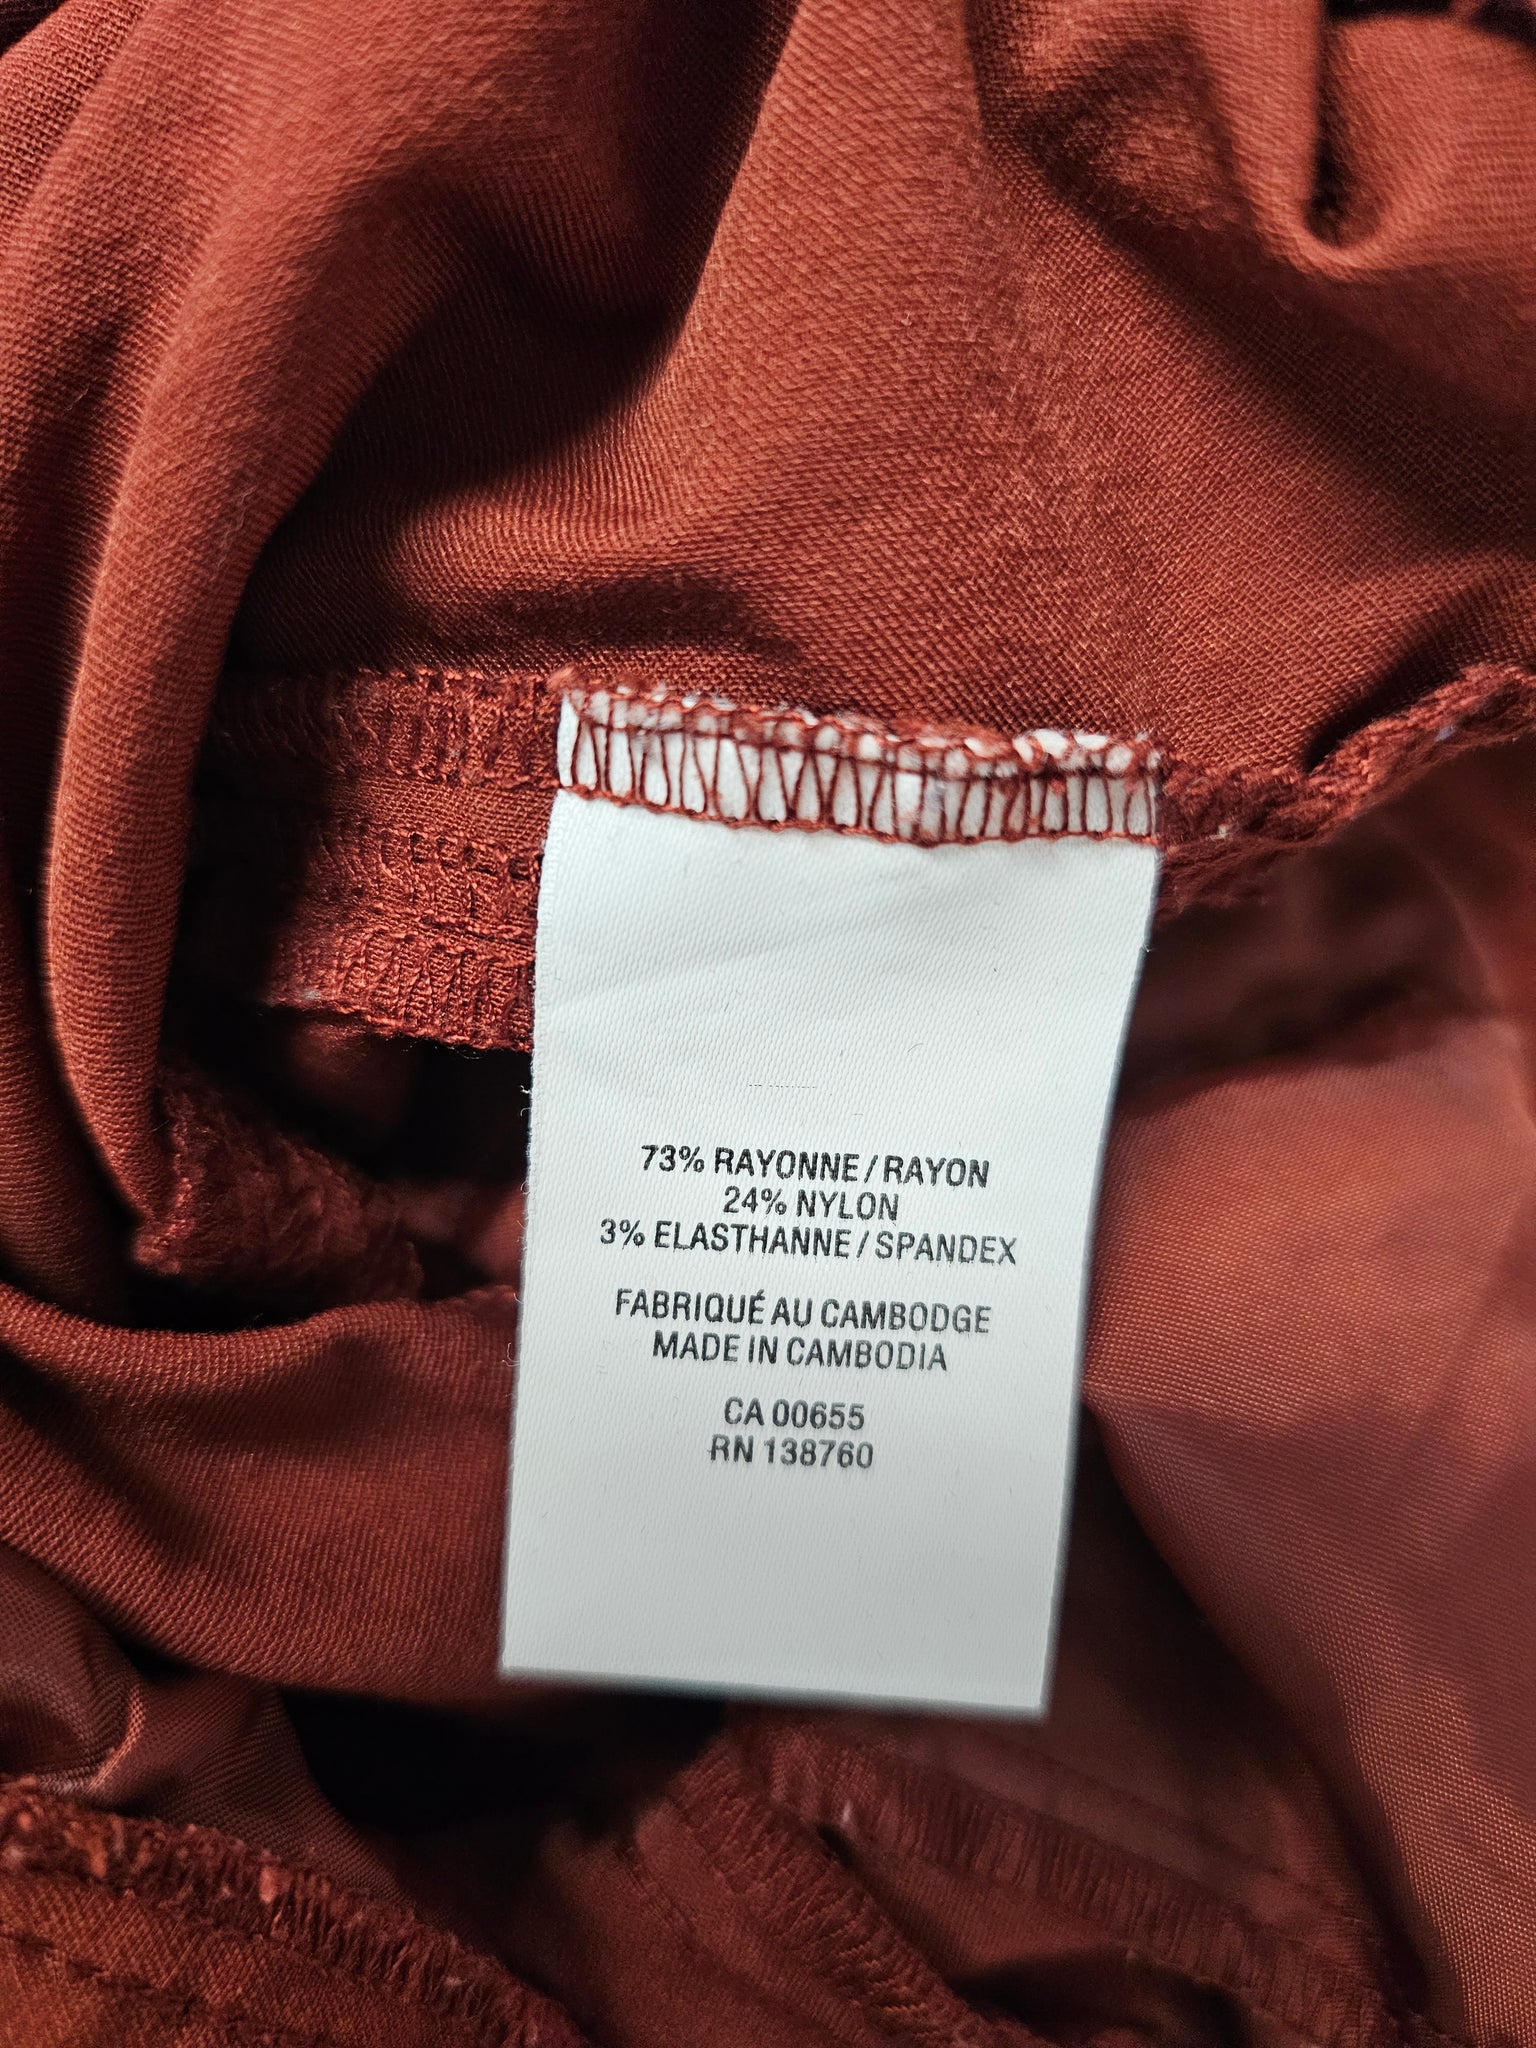 73% RAYONNE/RAYON
24% NYLON
3% ELASTHANNE/SPANDEX
FABRIQUÉ AU CAMBODGE
MADE IN CAMBODIA
CA 00655
RN 138760